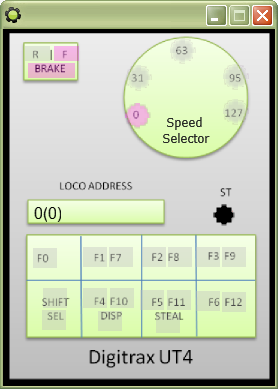 R | F
BRAKE
63
31
95
0
127
Speed
Selector
LOCO ADDRESS
ST
0(0)
F0
F1 F7
F2 F8
F3 F9
SHIFT
SEL
F4 F10
DISP
F5 F11
STEAL
F6 F12
Digitrax UT4